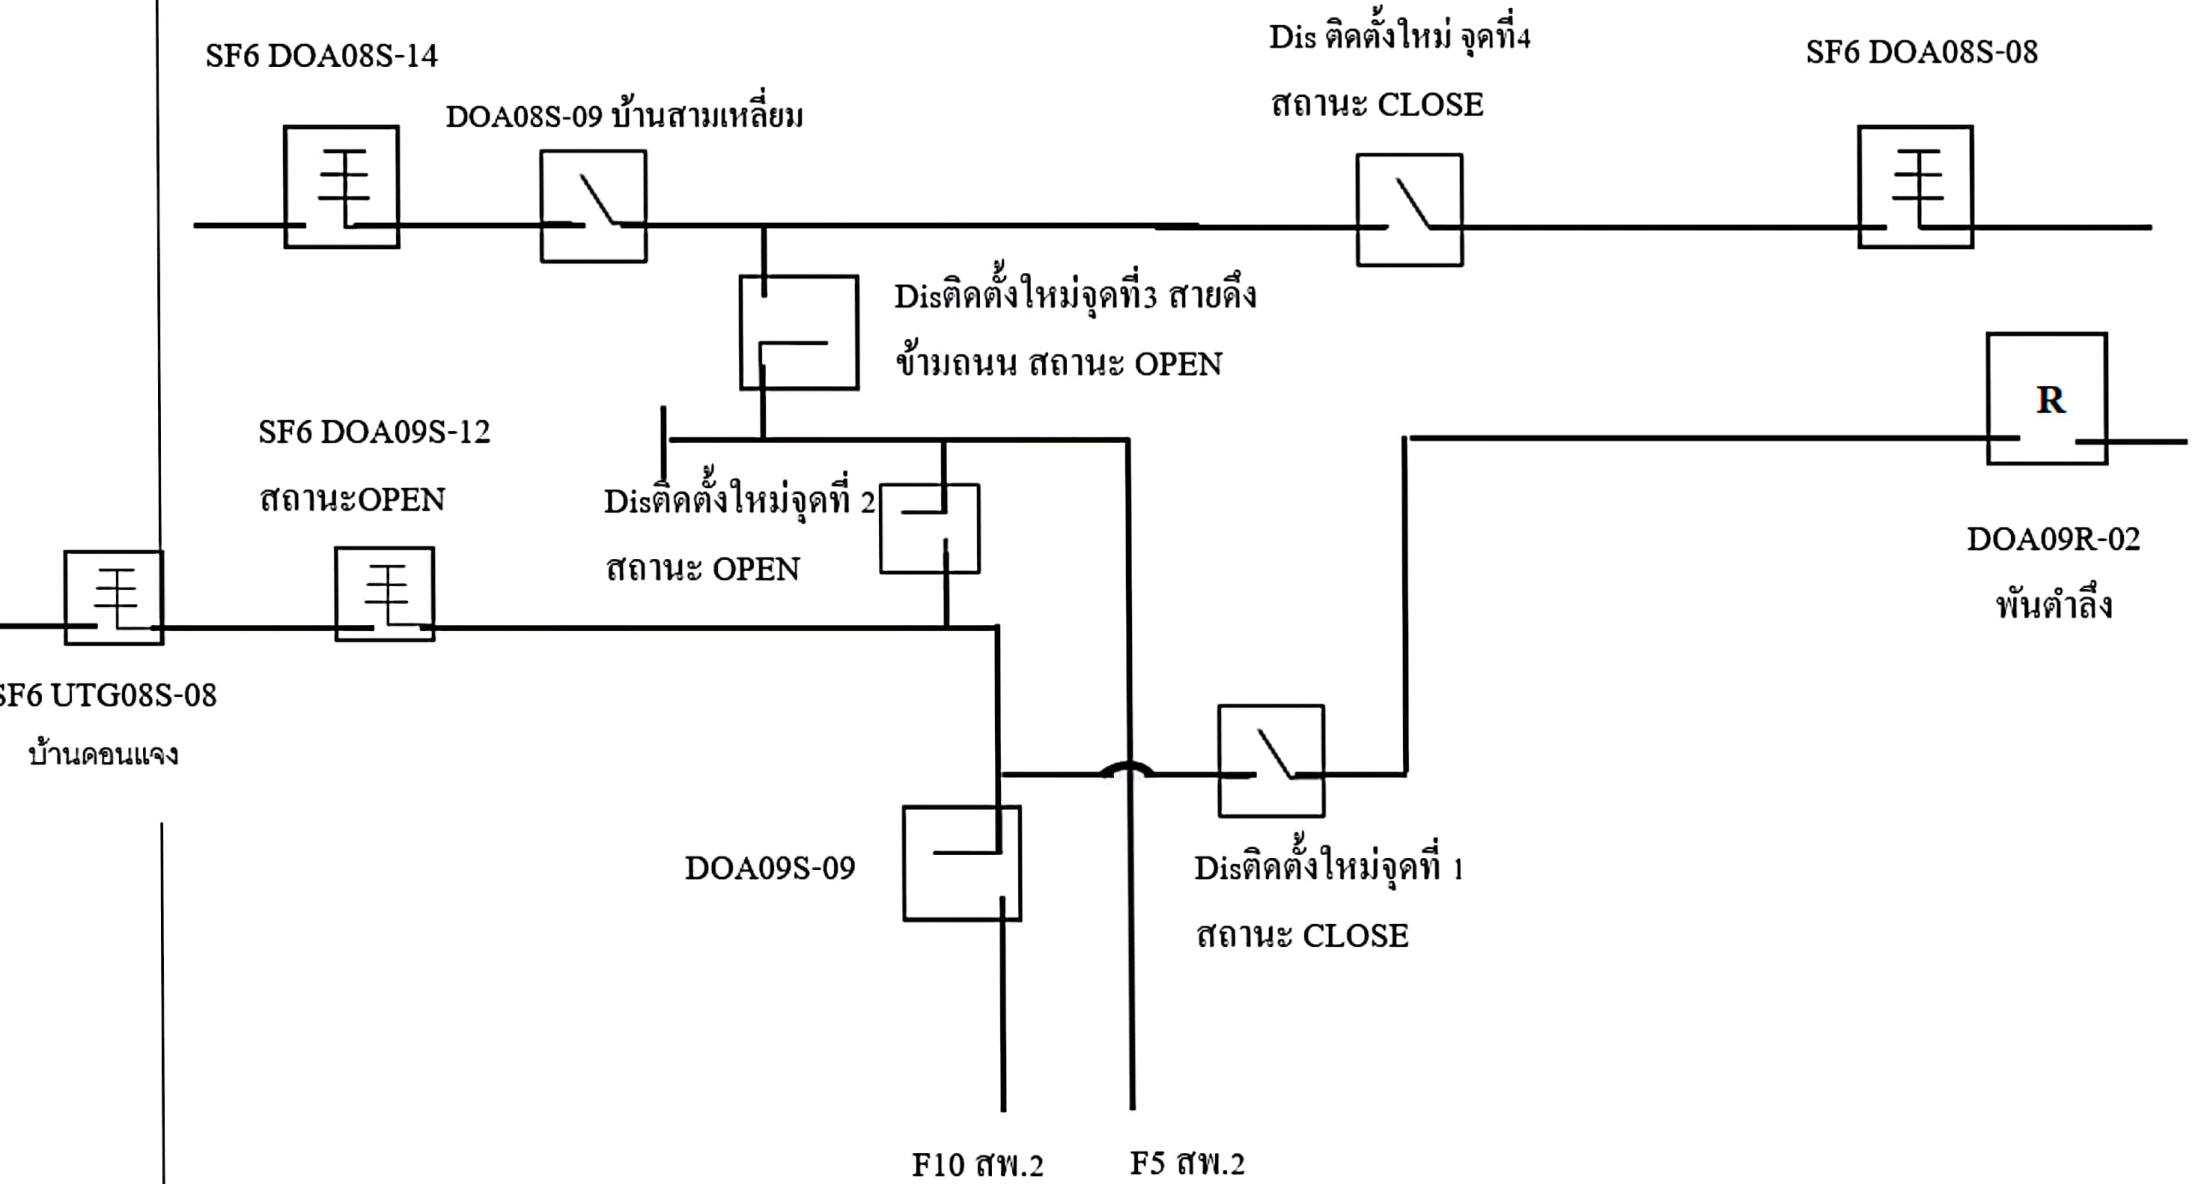 SF6 DOA08S-14
DOA08S-09 บ้านสามเหลี่ยม
Dis ติดตั้งใหม่ จุดที่4
สถานะ CLOSE
SF6 DOA08S-08
Disติดตั้งใหม่จุดที่3 สายดึง
ข้ามถนน สถานะ OPEN
R
SF6 DOA09S-12
สถานะOPEN
Disติดตั้งใหม่จุดที่ 2
สถานะ OPEN
DOA09R-02
พันตำลึง
SF6 UTG08S-08
บ้านดอนแจง
DOA09S-09
Disติดตั้งใหม่จุดที่ 1
สถานะ CLOSE
F10 สพ.2
F5 สพ.2